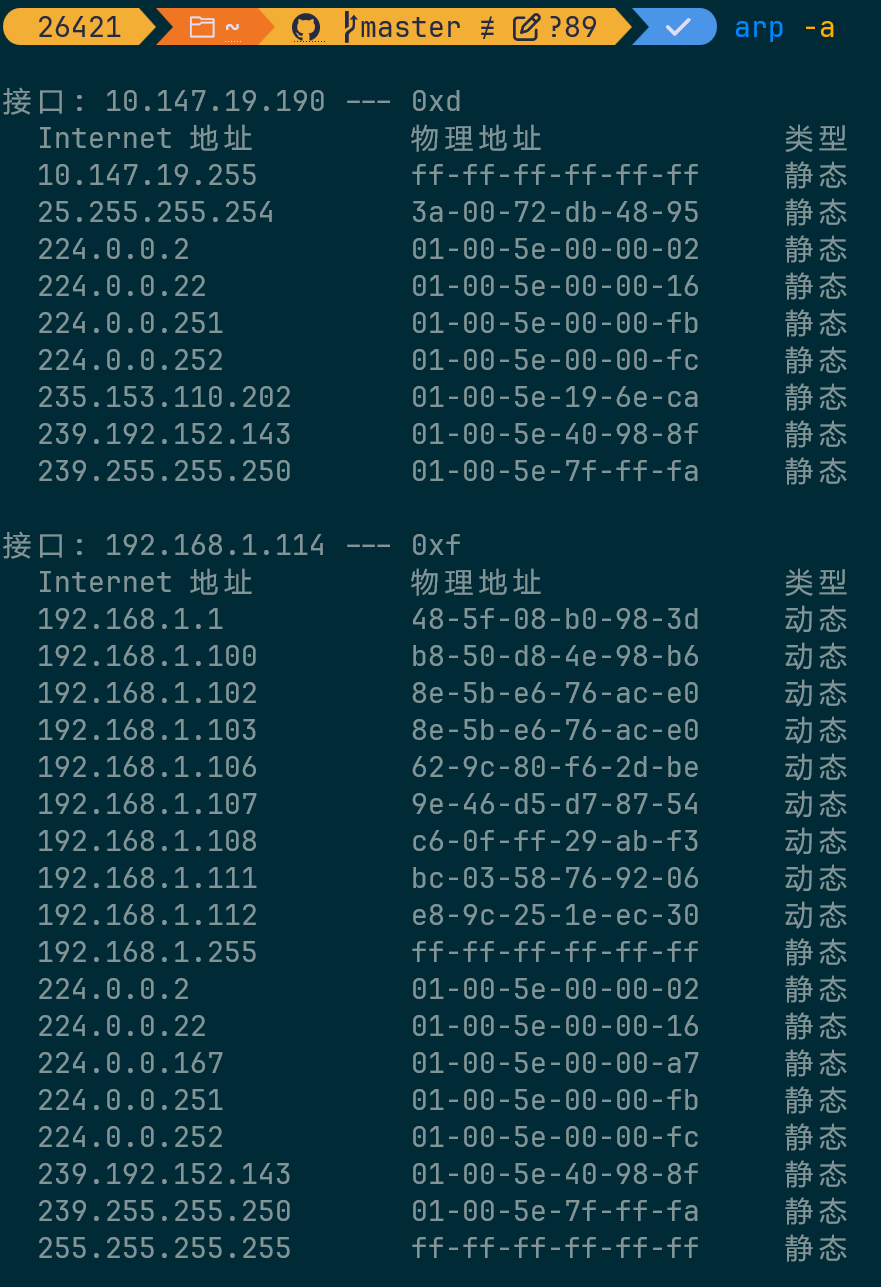 26421 ~ master ≢ ?89 arp -a
接口: 10.147.19.190 --- 0xd
Internet 地址 物理地址 类型
10.147.19.255 ff-ff-ff-ff-ff-ff 静态
25.255.255.254 3a-00-72-db-48-95 静态
224.0.0.2 01-00-5e-00-00-02 静态
224.0.0.22 01-00-5e-00-00-16 静态
224.0.0.251 01-00-5e-00-00-fb 静态
224.0.0.252 01-00-5e-00-00-fc 静态
235.153.110.202 01-00-5e-19-6e-ca 静态
239.192.152.143 01-00-5e-40-98-8f 静态
239.255.255.250 01-00-5e-7f-ff-fa 静态
接口: 192.168.1.114 --- 0xf
Internet 地址 物理地址 类型
192.168.1.1 48-5f-08-b0-98-3d 动态
192.168.1.100 b8-50-d8-4e-98-b6 动态
192.168.1.102 8e-5b-e6-76-ac-e0 动态
192.168.1.103 8e-5b-e6-76-ac-e0 动态
192.168.1.106 62-9c-80-f6-2d-be 动态
192.168.1.107 9e-46-d5-d7-87-54 动态
192.168.1.108 c6-0f-ff-29-ab-f3 动态
192.168.1.111 bc-03-58-76-92-06 动态
192.168.1.112 e8-9c-25-1e-ec-30 动态
192.168.1.255 ff-ff-ff-ff-ff-ff 静态
224.0.0.2 01-00-5e-00-00-02 静态
224.0.0.22 01-00-5e-00-00-16 静态
224.0.0.167 01-00-5e-00-00-a7 静态
224.0.0.251 01-00-5e-00-00-fb 静态
224.0.0.252 01-00-5e-00-00-fc 静态
239.192.152.143 01-00-5e-40-98-8f 静态
239.255.255.250 01-00-5e-7f-ff-fa 静态
255.255.255.255 ff-ff-ff-ff-ff-ff 静态